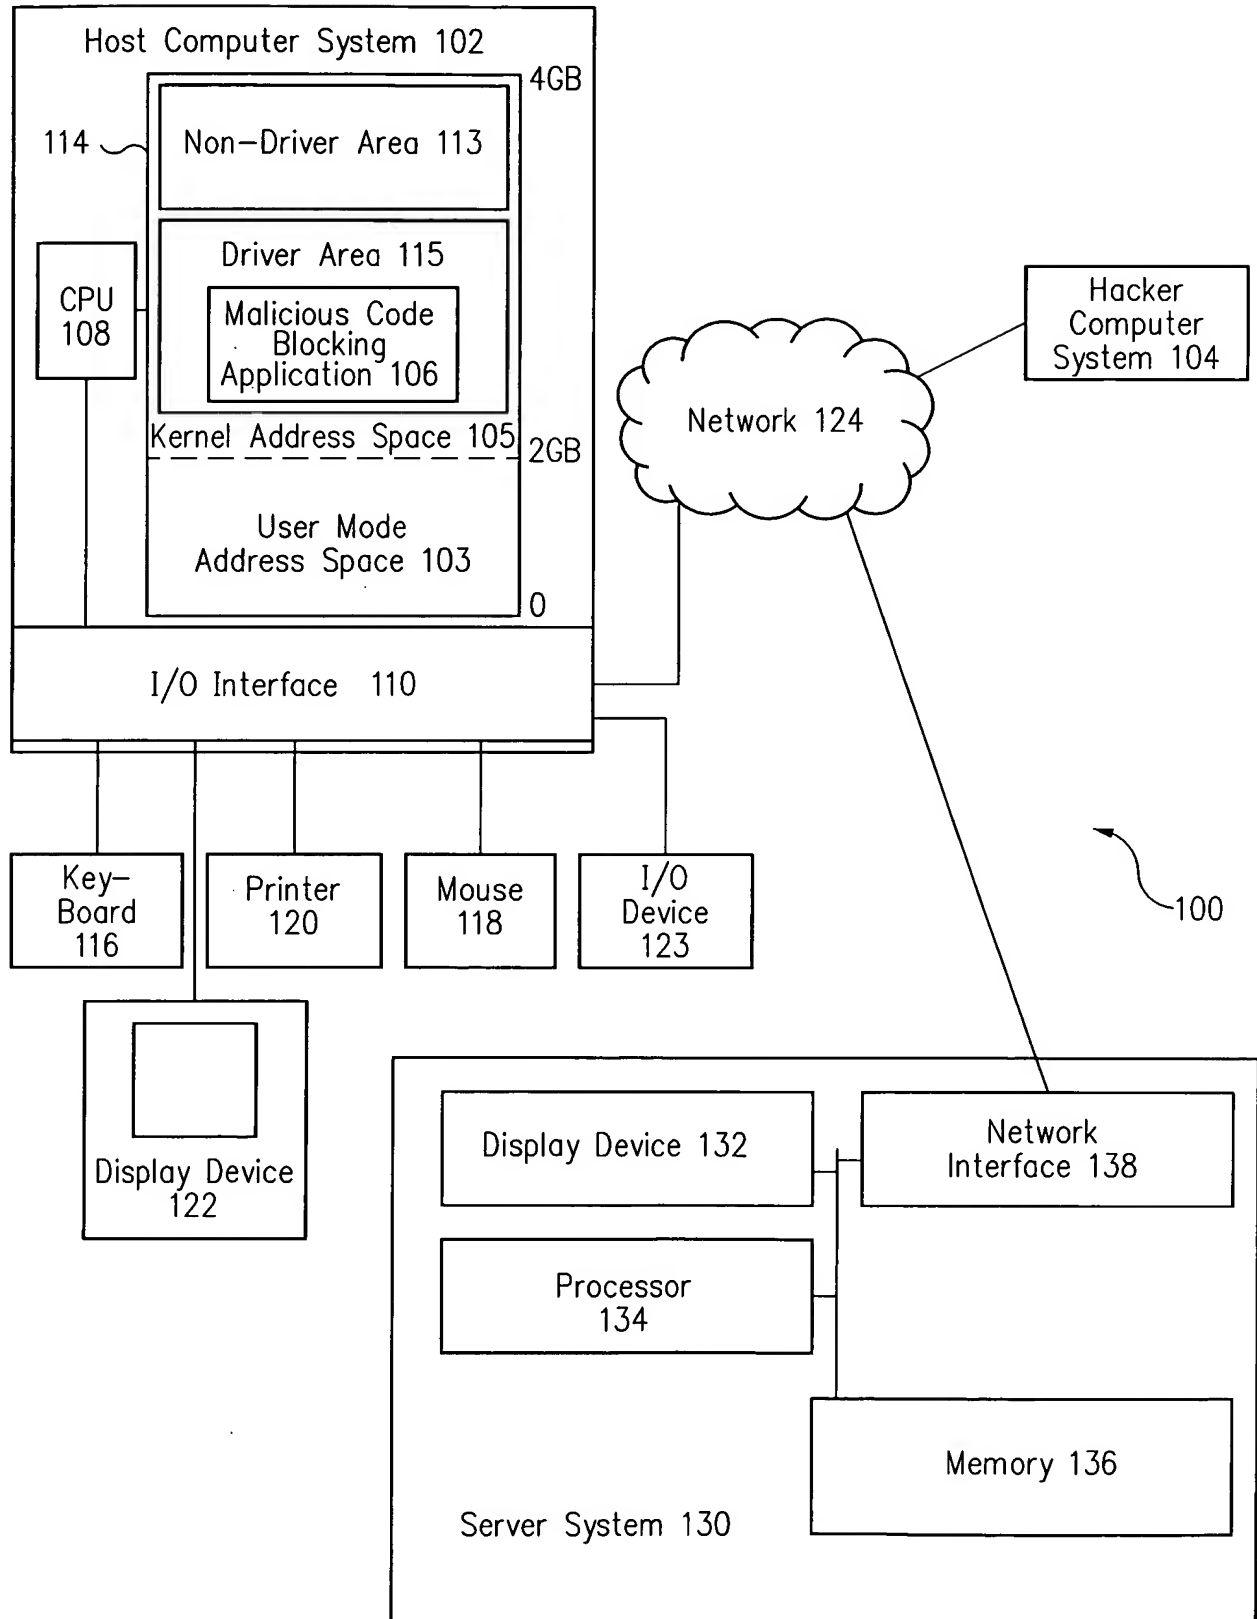 Host Computer System 102
4GB
114
Non-Driver Area 113
Driver Area 115
CPU
108
Malicious Code
Blocking
Application 106
Kernel Address Space 105
2GB
User Mode
Address Space 103
0
I/O Interface 110
Hacker
Computer
System 104
Network 124
Key-
Board
116
Printer
120
Mouse
118
I/O
Device
123
100
Display Device
122
Display Device 132
Network
Interface 138
Processor
134
Memory 136
Server System 130